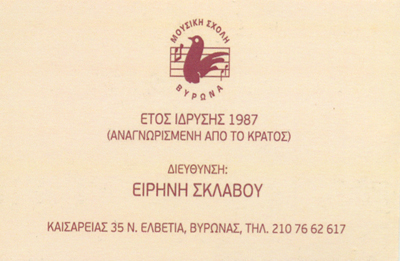 ΜΟΥΣΙΚΗ ΣΧΟΛΗ
ΒΥΡΩΝΑ
ΕΤΟΣ ΙΔΡΥΣΗΣ 1987
(ΑΝΑΓΝΩΡΙΣΜΕΝΗ ΑΠΟ ΤΟ ΚΡΑΤΟΣ)
ΔΙΕΥΘΥΝΣΗ:
ΕΙΡΗΝΗ ΣΚΛΑΒΟΥ
ΚΑΙΣΑΡΕΙΑΣ 35 Ν. ΕΛΒΕΤΙΑ, ΒΥΡΩΝΑΣ, ΤΗΛ. 210 76 62 617